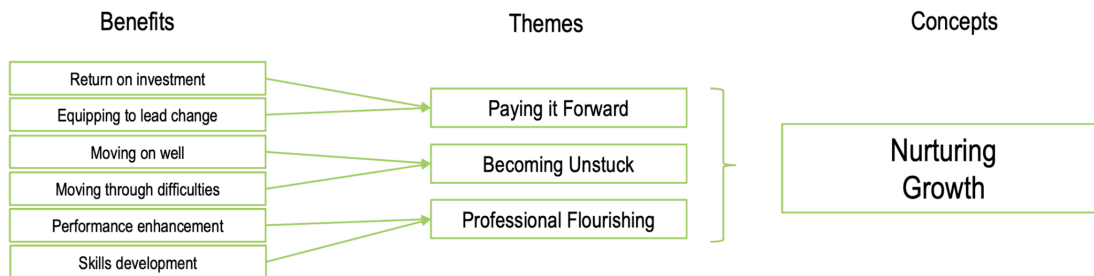 Benefits
Themes
Concepts
Return on investment
Equipping to lead change
Moving on well
Moving through difficulties
Performance enhancement
Skills development
Paying it Forward
Becoming Unstuck
Professional Flourishing
Nurturing
Growth